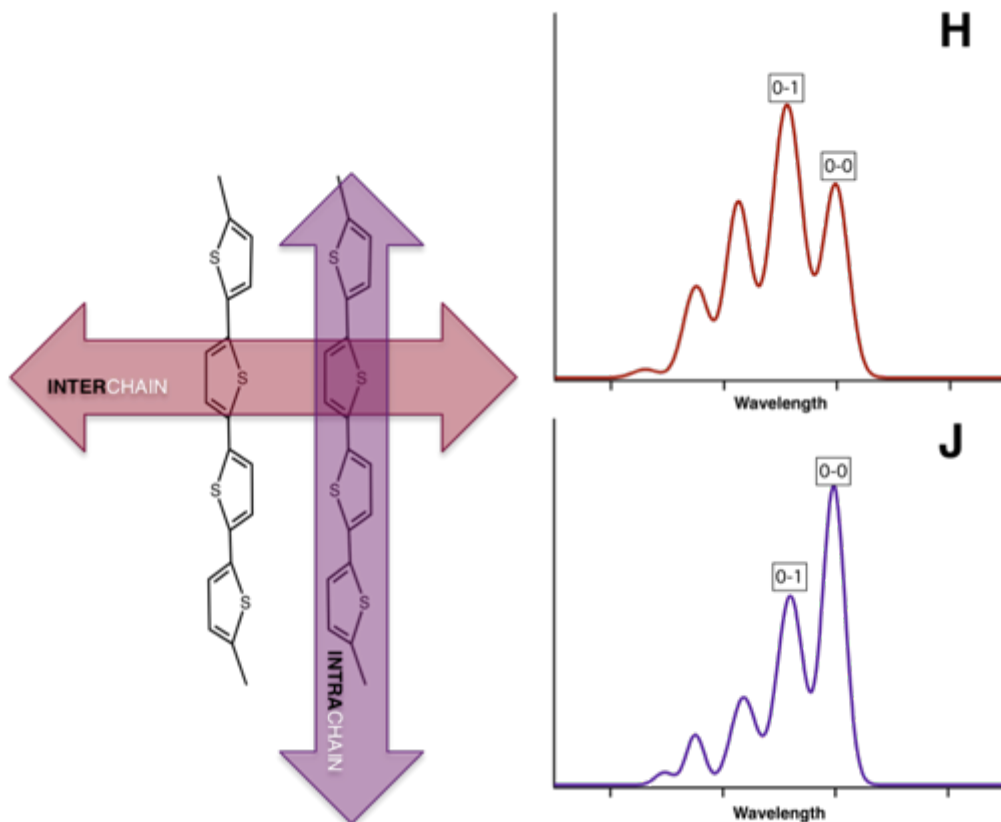 S
S
S
S
S
S
S
S
INTERCHAIN
INTRACHAIN
H
0-1
0-0
Wavelength
J
0-0
0-1
Wavelength